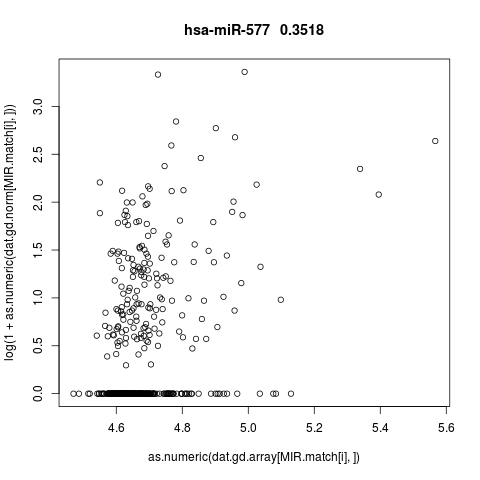 hsa-miR-577 0.3518
log(1 + as.numeric(dat.gd.norm[MIR.match[i], ]))
3.0
2.5
2.0
1.5
1.0
0.5
0.0
4.6 4.8 5.0 5.2 5.4 5.6
as.numeric(dat.gd.array[MIR.match[i], ])